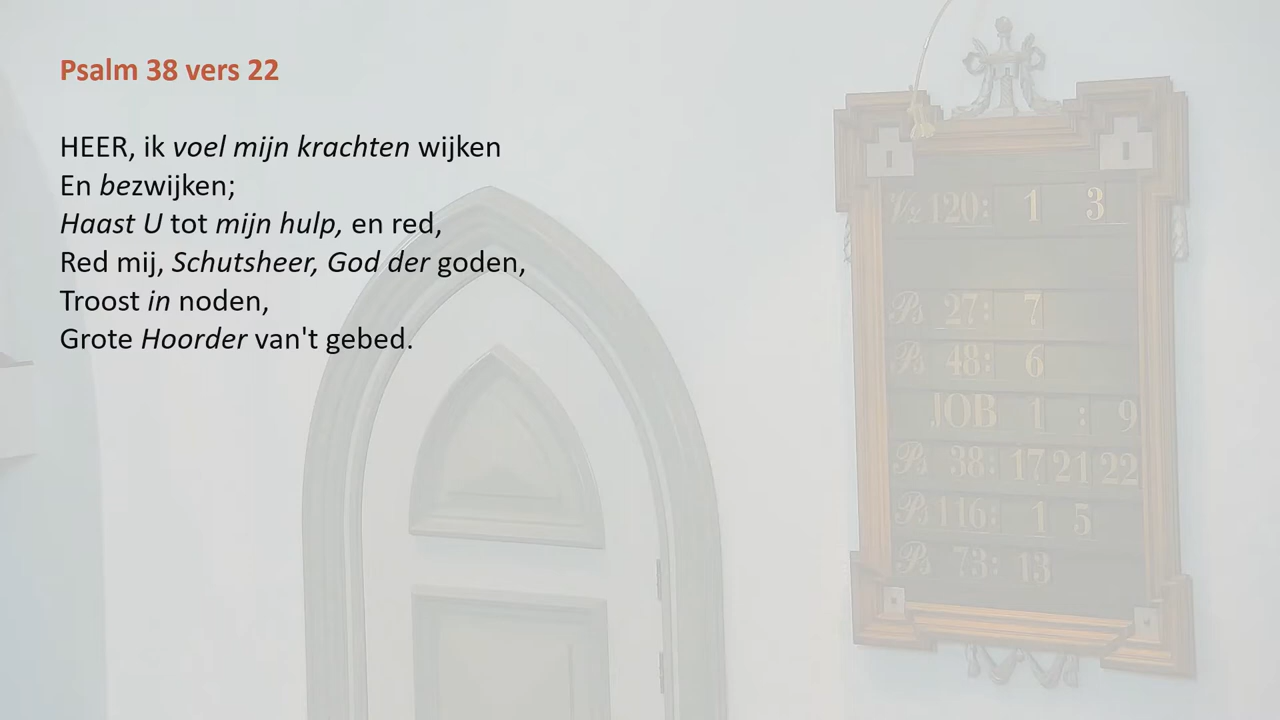 Psalm 38 vers 22
HEER, ik voel mijn krachten wijken
En bezwijken;
Haast U tot mijn hulp, en red,
Red mij, Schutsheer, God der goden,
Troost in noden,
Grote Hoorder van't gebed.
Vz 120: 1 3
Ps 27: 7
Ps 48: 6
JOB 1 : 9
Ps 38: 17 21 22
Ps 116: 1 5
Ps 73: 13